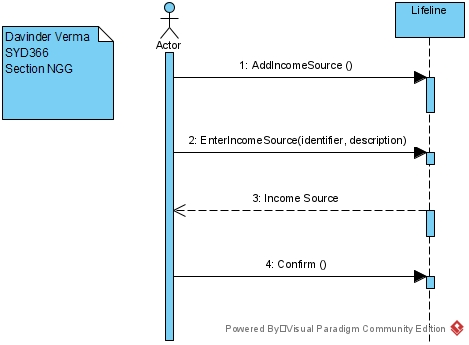 Davinder Verma
SYD366
Section NGG
Actor
Lifeline
1: AddIncomeSource ()
2: EnterIncomeSource(identifier, description)
3: Income Source
4: Confirm ()
Powered By Visual Paradigm Community Edition